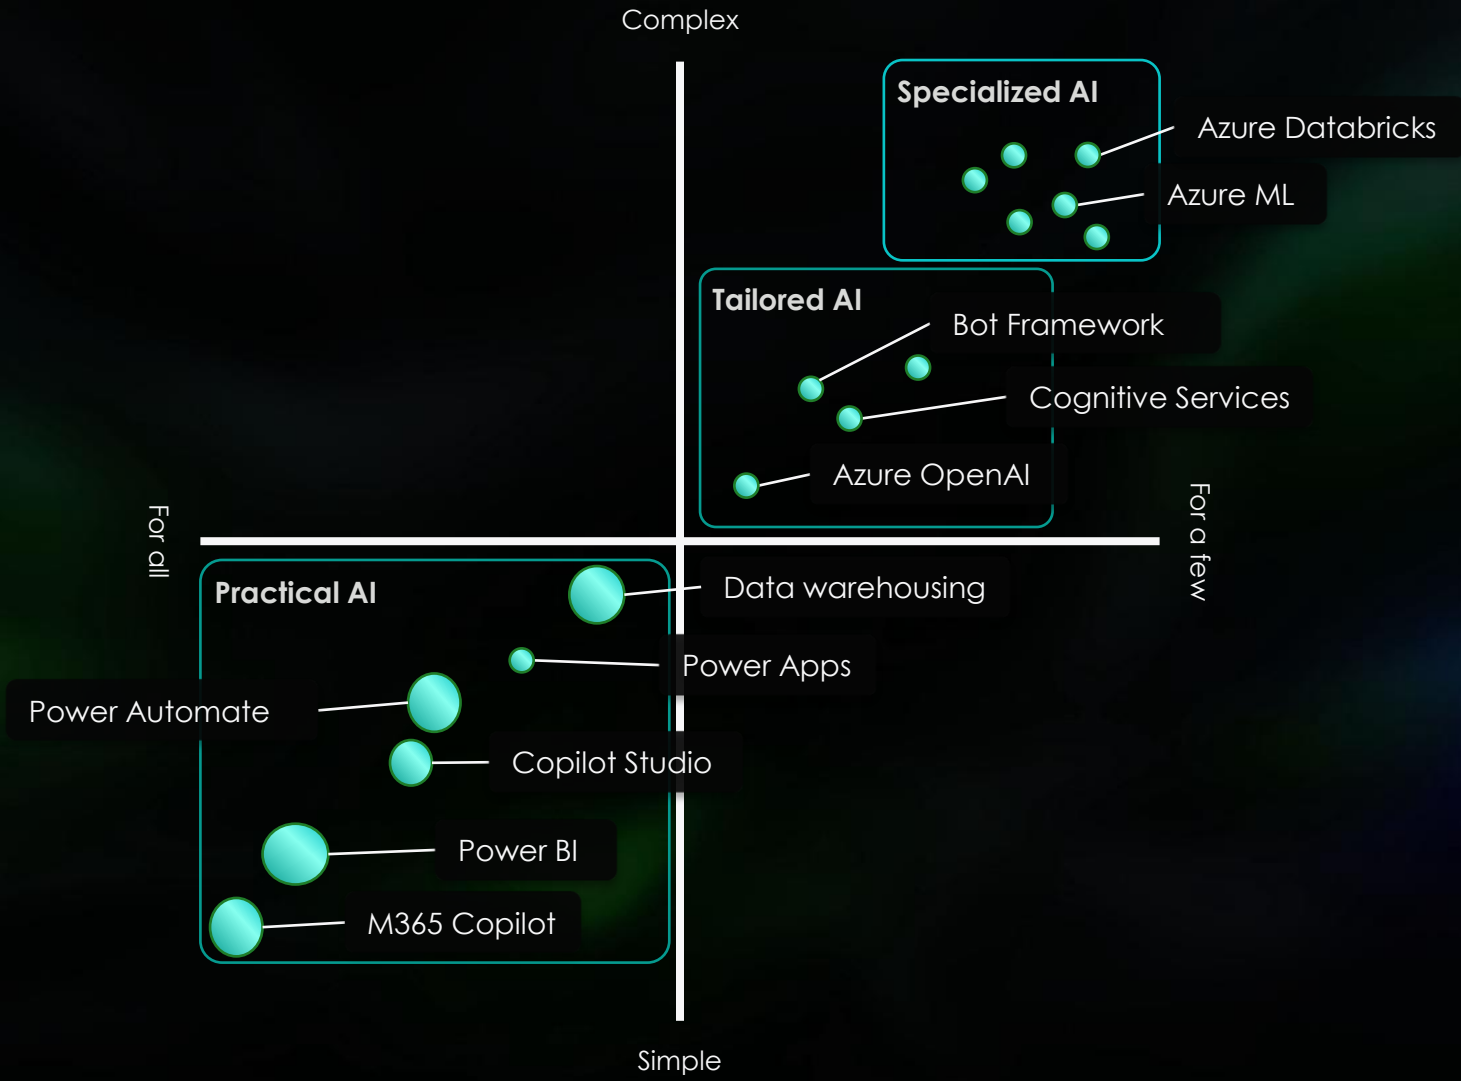 Complex
Specialized AI
Azure Databricks
Azure ML
Tailored AI
Bot Framework
Cognitive Services
Azure OpenAI
For all
For a few
Practical AI
Data warehousing
Power Apps
Power Automate
Copilot Studio
Power BI
M365 Copilot
Simple